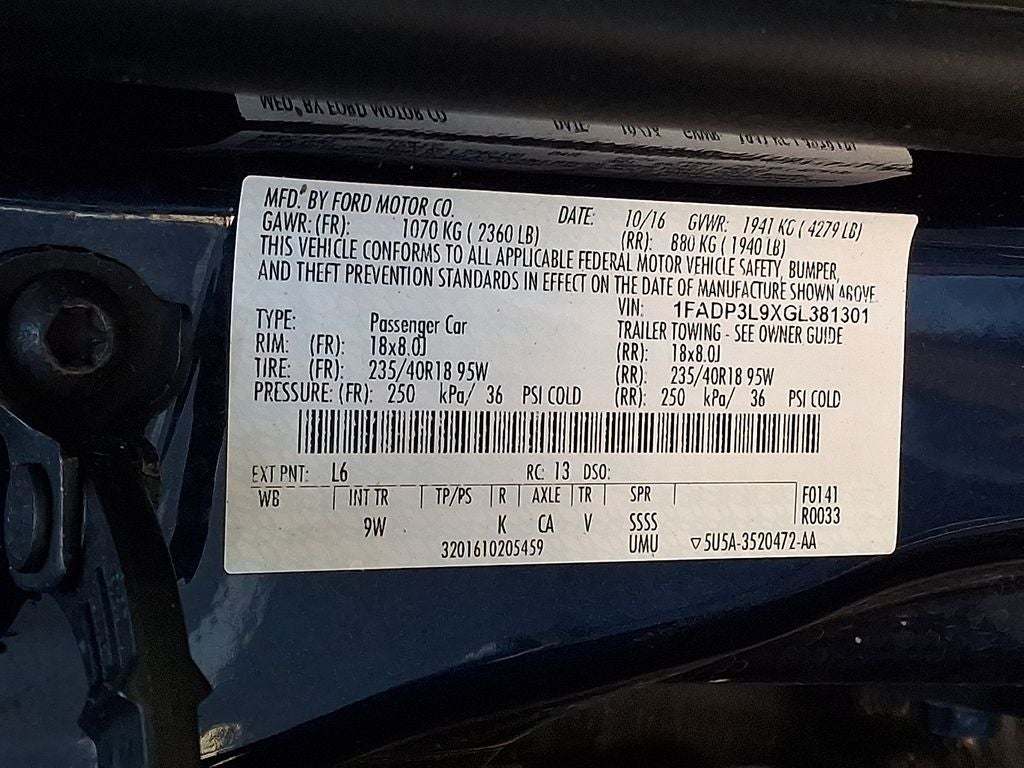 MFD. BY FORD MOTOR CO.
MFD. BY FORD MOTOR CO. DATE: 10/16 GVWR: 1941 KG ( 4279 LB)
GAWR: (FR): 1070 KG ( 2360 LB) (RR): 880 KG ( 1940 LB)
THIS VEHICLE CONFORMS TO ALL APPLICABLE FEDERAL MOTOR VEHICLE SAFETY, BUMPER,
AND THEFT PREVENTION STANDARDS IN EFFECT ON THE DATE OF MANUFACTURE SHOWN ABOVE
VIN: 1FADP3L9XGL381301
TYPE: Passenger Car TRAILER TOWING - SEE OWNER GUIDE
RIM: (FR): 18x8.0J (RR): 18x8.0J
TIRE: (FR): 235/40R18 95W (RR): 235/40R18 95W
PRESSURE: (FR): 250 kPa/ 36 PSI COLD (RR): 250 kPa/ 36 PSI COLD
EXT PNT: L6 RC: 13 DSO:
WB INT TR TP/PS R AXLE TR SPR F0141
9W K CA V SSSS R0033
3201610205459 UMU ▽5U5A-3520472-AA